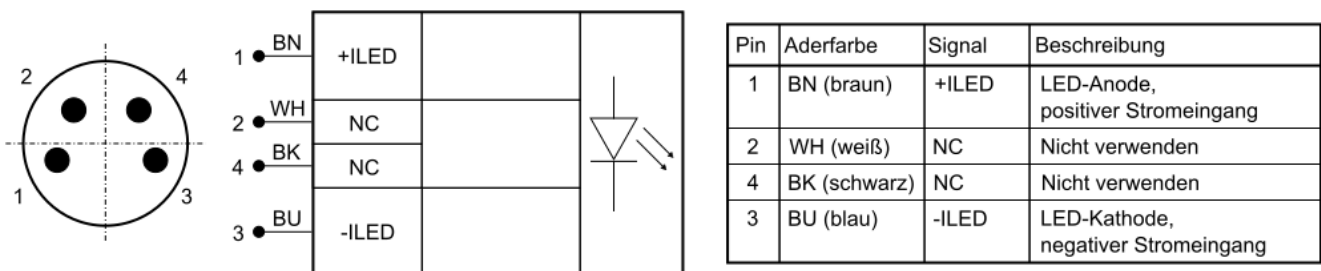 2 4
1 3
1 BN +ILED
2 WH NC
4 BK NC
3 BU -ILED
Pin Aderfarbe Signal Beschreibung
1 BN (braun) +ILED LED-Anode,
positiver Stromeingang
2 WH (weiß) NC Nicht verwenden
4 BK (schwarz) NC Nicht verwenden
3 BU (blau) -ILED LED-Kathode,
negativer Stromeingang